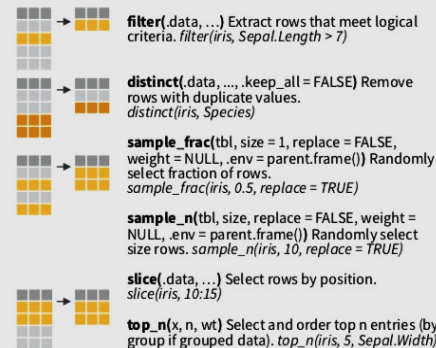 filter(.data, …) Extract rows that meet logical
criteria. filter(iris, Sepal.Length > 7)
distinct(.data, ..., .keep_all = FALSE) Remove
rows with duplicate values.
distinct(iris, Species)
sample_frac(tbl, size = 1, replace = FALSE,
weight = NULL, .env = parent.frame()) Randomly
select fraction of rows.
sample_frac(iris, 0.5, replace = TRUE)
sample_n(tbl, size, replace = FALSE, weight =
NULL, .env = parent.frame()) Randomly select
size rows. sample_n(iris, 10, replace = TRUE)
slice(.data, …) Select rows by position.
slice(iris, 10:15)
top_n(x, n, wt) Select and order top n entries (by
group if grouped data). top_n(iris, 5, Sepal.Width)